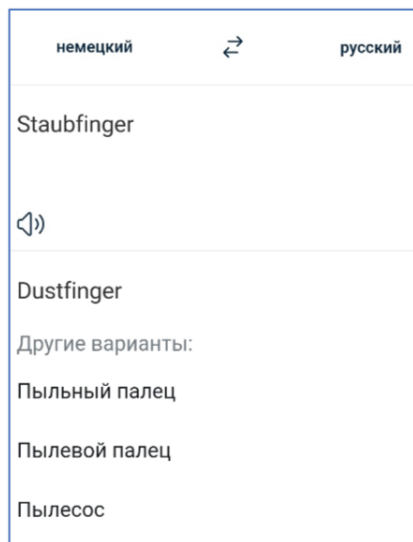 немецкий русский
Staubfinger
Dustfinger
Другие варианты:
Пыльный палец
Пылевой палец
Пылесос